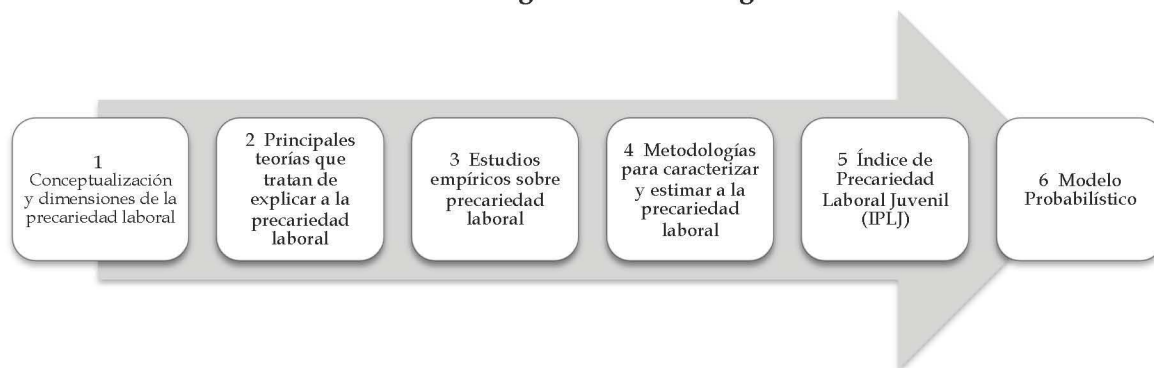 1
Conceptualización
y dimensiones de la
precariedad laboral
2 Principales
teorías que
tratan de
explicar a la
precariedad
laboral
3 Estudios
empíricos sobre
precariedad
laboral
4 Metodologías
para caracterizar
y estimar a la
precariedad
laboral
5 Índice de
Precariedad
Laboral Juvenil
(IPLJ)
6 Modelo
Probabilístico